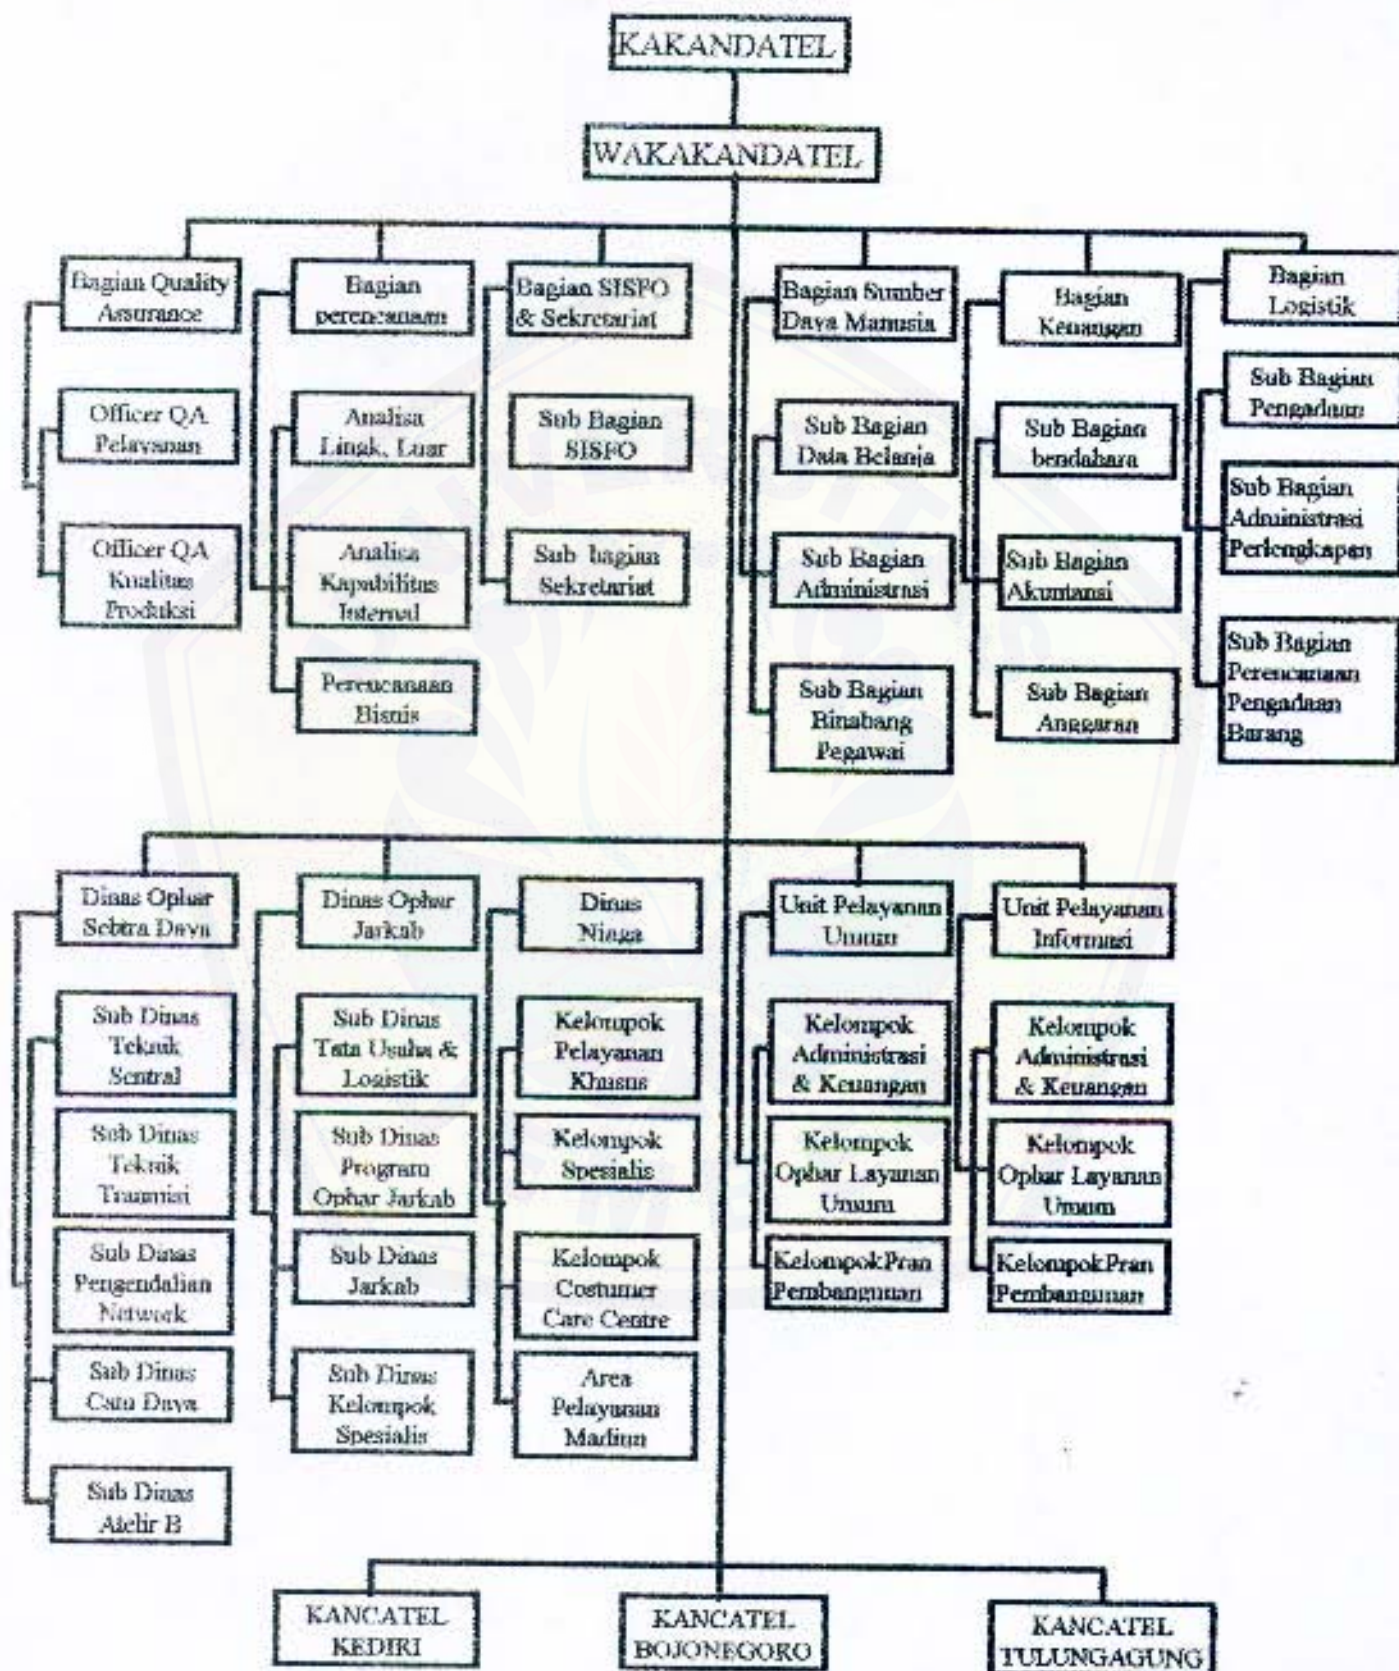 KAKANDATEL
WAKAKANDATEL
Bagian Quality
Assurance
Bagian
perencanaan
Bagian SISFO
& Sekretariat
Bagian Sumber
Daya Manusia
Bagian
Keuangan
Bagian
Logistik
Officer QA
Pelayanan
Analisa
Lingk. Luar
Sub Bagian
SISFO
Sub Bagian
Data Belanja
Sub Bagian
bendahara
Sub Bagian
Pengadaan
Officer QA
Kualitas
Produksi
Analisa
Kapabilitas
Internal
Sub bagian
Sekretariat
Sub Bagian
Administrasi
Sub Bagian
Akuntansi
Sub Bagian
Administrasi
Perlengkapan
Perencanaan
Bisnis
Sub Bagian
Binabang
Pegawai
Sub Bagian
Anggaran
Sub Bagian
Perencanaan
Pengadaan
Barang
Dinas Ophar
Daya
Dinas Ophar
Jarkab
Dinas
Niaga
Unit Pelayanan
Umum
Unit Pelayanan
Informasi
Sub Dinas
Teknik
Sentral
Sub Dinas
Tata Usaha &
Logistik
Kelompok
Pelayanan
Khusus
Kelompok
Administrasi
& Keuangan
Kelompok
Administrasi
& Keuangan
Sub Dinas
Teknik
Sub Dinas
Program
Ophar Jarkab
Kelompok
Spesialis
Kelompok
Ophar Layanan
Umum
Kelompok
Ophar Layanan
Umum
Sub Dinas
Pengendalian
Network
Sub Dinas
Jarkab
Kelompok
Costumer
Care Centre
Kelompok Pran
Pembangunan
Kelompok Pran
Pembangunan
Sub Dinas
Catu Daya
Sub Dinas
Kelompok
Spesialis
Area
Pelayanan
Madiun
Sub Dinas
B
KANCATEL
KEDIRI
KANCATEL
BOJONEGORO
KANCATEL
TULUNGAGUNG